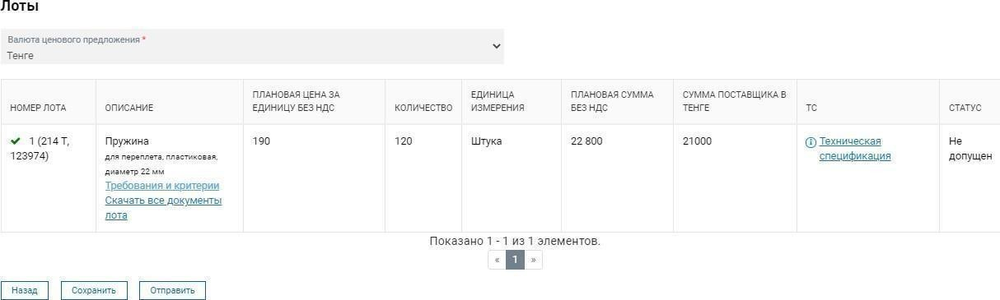 Лоты
Валюта ценового предложения *
Тенге
НОМЕР ЛОТА
ОПИСАНИЕ
ПЛАНОВАЯ ЦЕНА ЗА
ЕДИНИЦУ БЕЗ НДС
КОЛИЧЕСТВО
ЕДИНИЦА
ИЗМЕРЕНИЯ
ПЛАНОВАЯ СУММА
БЕЗ НДС
СУММА ПОСТАВЩИКА В
ТЕНГЕ
ТС
СТАТУС
1 (214 Т,
123974)
Пружина
для переплета, пластиковая,
диаметр 22 мм
Требования и критерии
Скачать все документы
лота
190
120
Штука
22 800
21000
Техническая
спецификация
Не
допущен
Показано 1 - 1 из 1 элементов.
« 1 »
Назад
Сохранить
Отправить